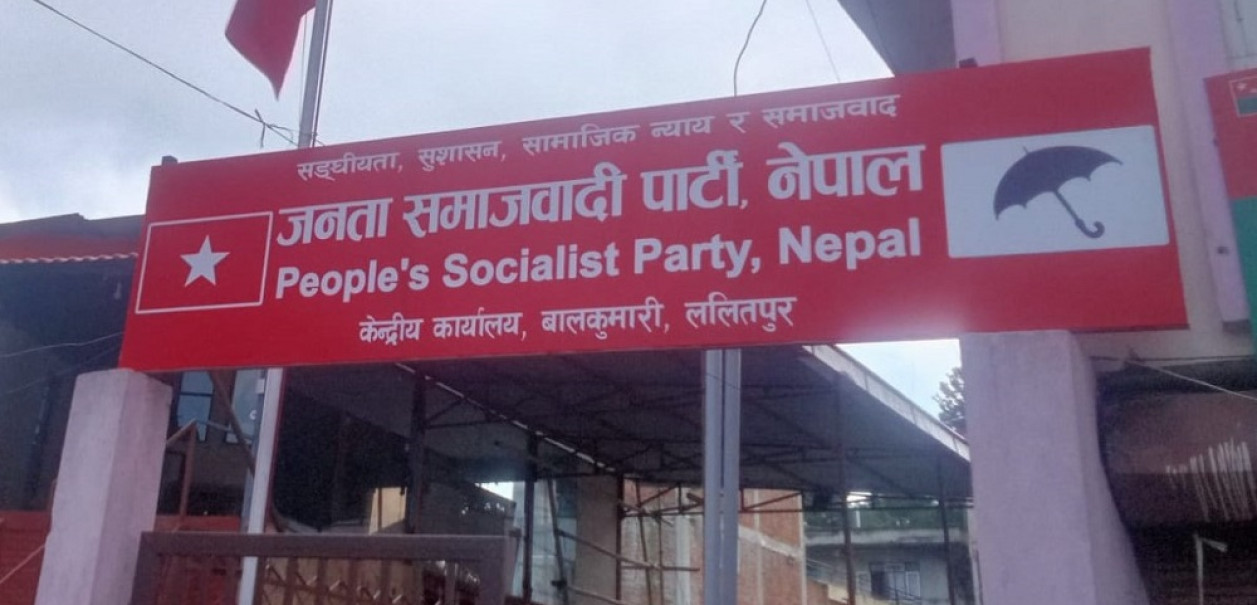 सङ्घीयता, सुशासन, सामाजिक न्याय र समाजवाद
जनता समाजवादी पार्टी, नेपाल
People's Socialist Party, Nepal
केन्द्रीय कार्यालय, बालकुमारी, ललितपुर